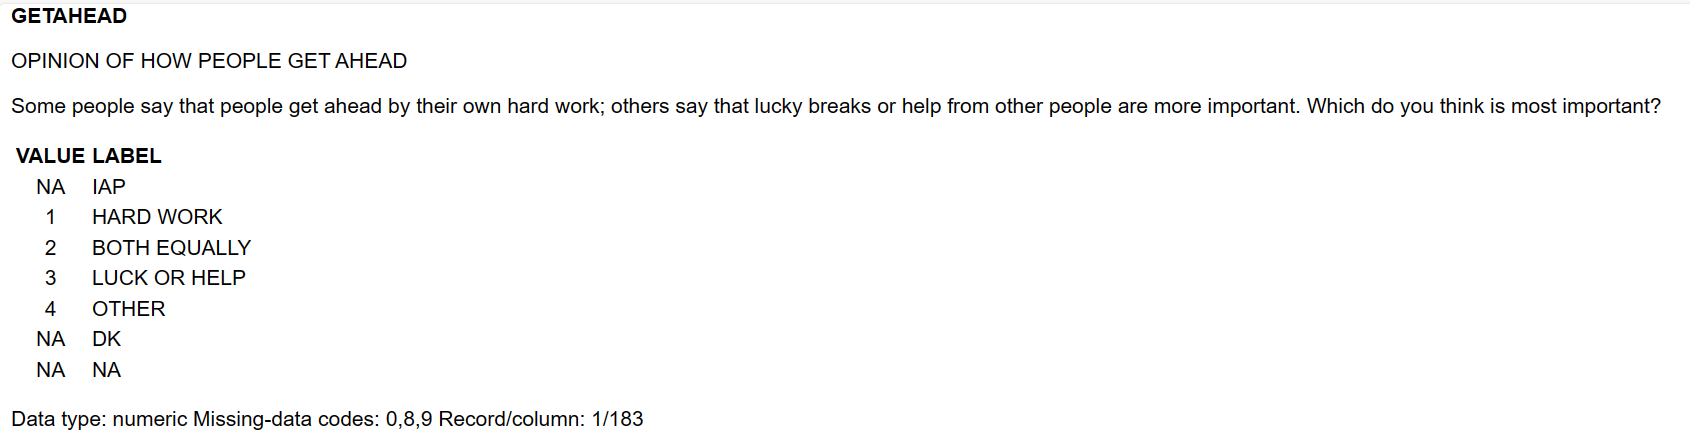 GETAHEAD
OPINION OF HOW PEOPLE GET AHEAD
Some people say that people get ahead by their own hard work; others say that lucky breaks or help from other people are more important. Which do you think is most important?
VALUE LABEL
NA IAP
1 HARD WORK
2 BOTH EQUALLY
3 LUCK OR HELP
4 OTHER
NA DK
NA NA
Data type: numeric Missing-data codes: 0,8,9 Record/column: 1/183